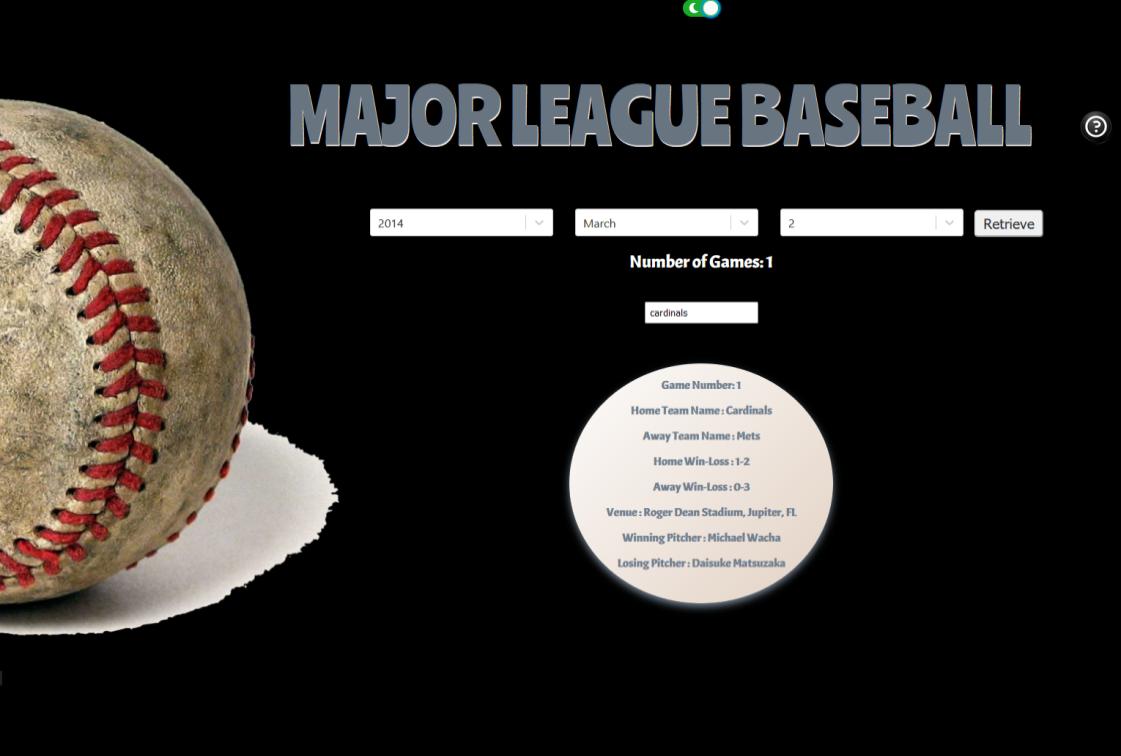 MAJOR LEAGUE BASEBALL
2014 March 2 Retrieve
Number of Games: 1
cardinals
Game Number: 1
Home Team Name : Cardinals
Away Team Name : Mets
Home Win-Loss : 1-2
Away Win-Loss : 0-3
Venue : Roger Dean Stadium, Jupiter, FL
Winning Pitcher : Michael Wacha
Losing Pitcher : Daisuke Matsuzaka